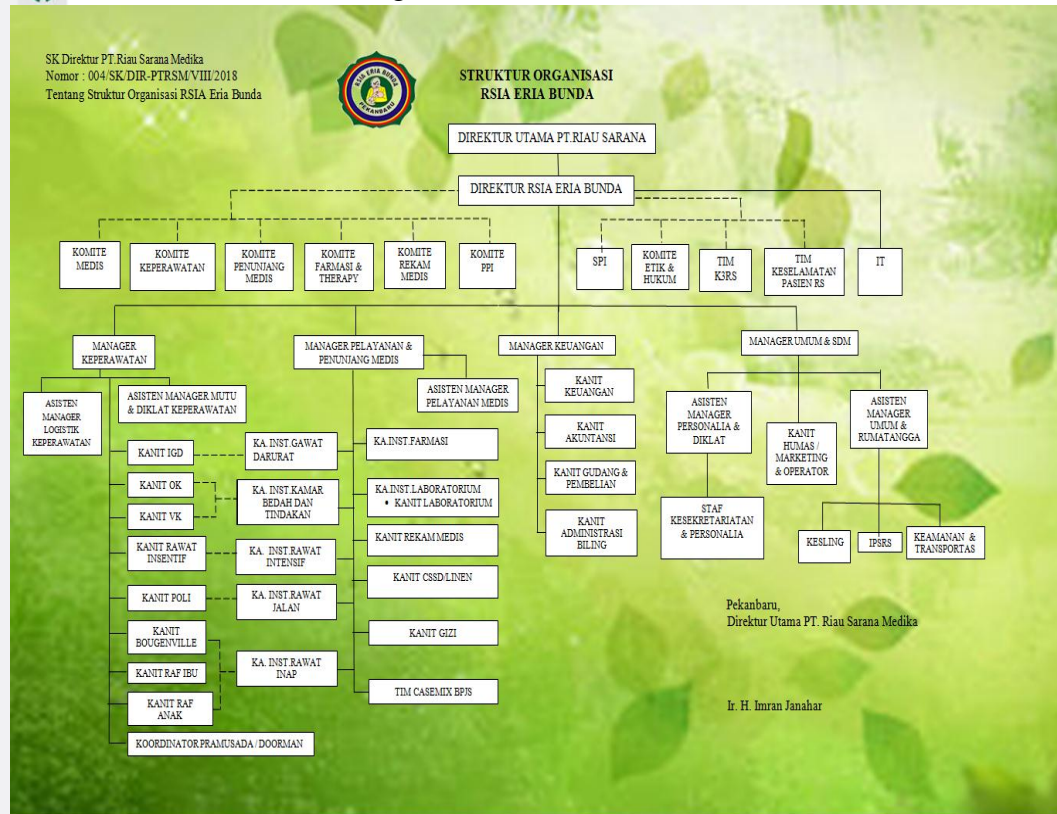 SK Direktur PT.Riau Sarana Medika
Nomor : 004/SK/DIR-PTRSM/VIII/2018
Tentang Struktur Organisasi RSIA Eria Bunda
RSIA ERIA BUNDA
PEKANBARU
STRUKTUR ORGANISASI
RSIA ERIA BUNDA
DIREKTUR UTAMA PT.RIAU SARANA
DIREKTUR RSIA ERIA BUNDA
KOMITE
MEDIS
KOMITE
KEPERAWATAN
KOMITE
PENUNJANG
MEDIS
KOMITE
FARMASI &
THERAPY
KOMITE
REKAM
MEDIS
KOMITE
PPI
SPI
KOMITE
ETIK &
HUKUM
TIM
K3RS
TIM
KESELAMATAN
PASIEN RS
IT
MANAGER
KEPERAWATAN
MANAGER PELAYANAN &
PENUNJANG MEDIS
MANAGER KEUANGAN
MANAGER UMUM & SDM
ASISTEN
MANAGER
LOGISTIK
KEPERAWATAN
ASISTEN MANAGER MUTU
& DIKLAT KEPERAWATAN
KANIT IGD
KANIT OK
KANIT VK
KANIT RAWAT
INSENTIF
KANIT POLI
KANIT
BOUGENVILLE
KANIT RAF IBU
KANIT RAF
ANAK
KOORDINATOR PRAMUSADA / DOORMAN
KA. INST.GAWAT
DARURAT
KA. INST.KAMAR
BEDAH DAN
TINDAKAN
KA. INST.RAWAT
INTENSIF
KA. INST.RAWAT
JALAN
KA. INST.RAWAT
INAP
ASISTEN MANAGER
PELAYANAN MEDIS
KA.INST.FARMASI
KA.INST.LABORATORIUM
• KANIT LABORATORIUM
KANIT REKAM MEDIS
KANIT CSSD/LINEN
KANIT GIZI
TIM CASEMIX BPJS
KANIT
KEUANGAN
KANIT
AKUNTANSI
KANIT GUDANG &
PEMBELIAN
KANIT
ADMINISTRASI
BILING
ASISTEN
MANAGER
PERSONALIA &
DIKLAT
KANIT
HUMAS /
MARKETING
& OPERATOR
ASISTEN
MANAGER
UMUM &
RUMATANGGA
STAF
KESEKRETARIATAN
& PERSONALIA
KESLING
IPSRS
KEAMANAN &
TRANSPORTAS
Pekanbaru,
Direktur Utama PT. Riau Sarana Medika
Ir. H. Imran Janahar